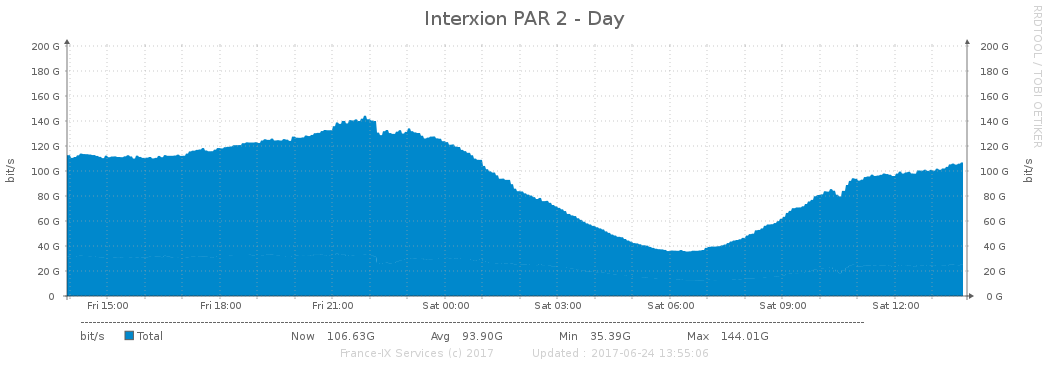 Interxion PAR 2 - Day
RRDTOOL / TOBI OETIKER
200 G 200 G
180 G 180 G
160 G 160 G
140 G 140 G
120 G 120 G
100 G 100 G
80 G 80 G
60 G 60 G
40 G 40 G
20 G 20 G
0 0 G
bit/s bit/s
Fri 15:00 Fri 18:00 Fri 21:00 Sat 00:00 Sat 03:00 Sat 06:00 Sat 09:00 Sat 12:00
bit/s Total Now 106.63G Avg 93.90G Min 35.39G Max 144.01G
France-IX Services (c) 2017 Updated : 2017-06-24 13:55:06